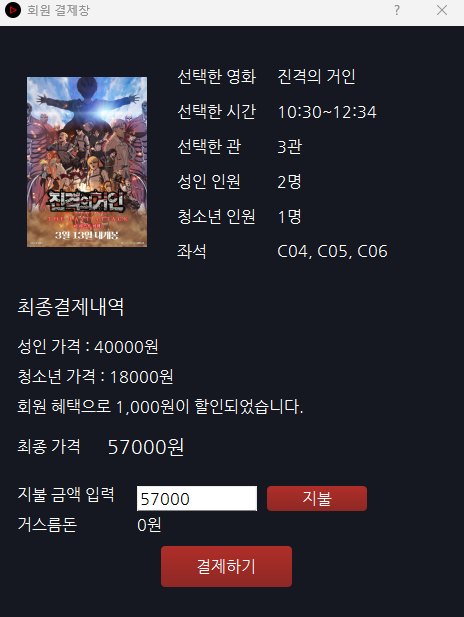 회원 결제창
?
선택한 영화 진격의 거인
선택한 시간 10:30~12:34
선택한 관 3관
성인 인원 2명
청소년 인원 1명
좌석 C04, C05, C06
진격의거인
3월 13일 대개봉
최종결제내역
성인 가격 : 40000원
청소년 가격 : 18000원
회원 혜택으로 1,000원이 할인되었습니다.
최종 가격 57000원
지불 금액 입력 57000 지불
거스름돈 0원
결제하기